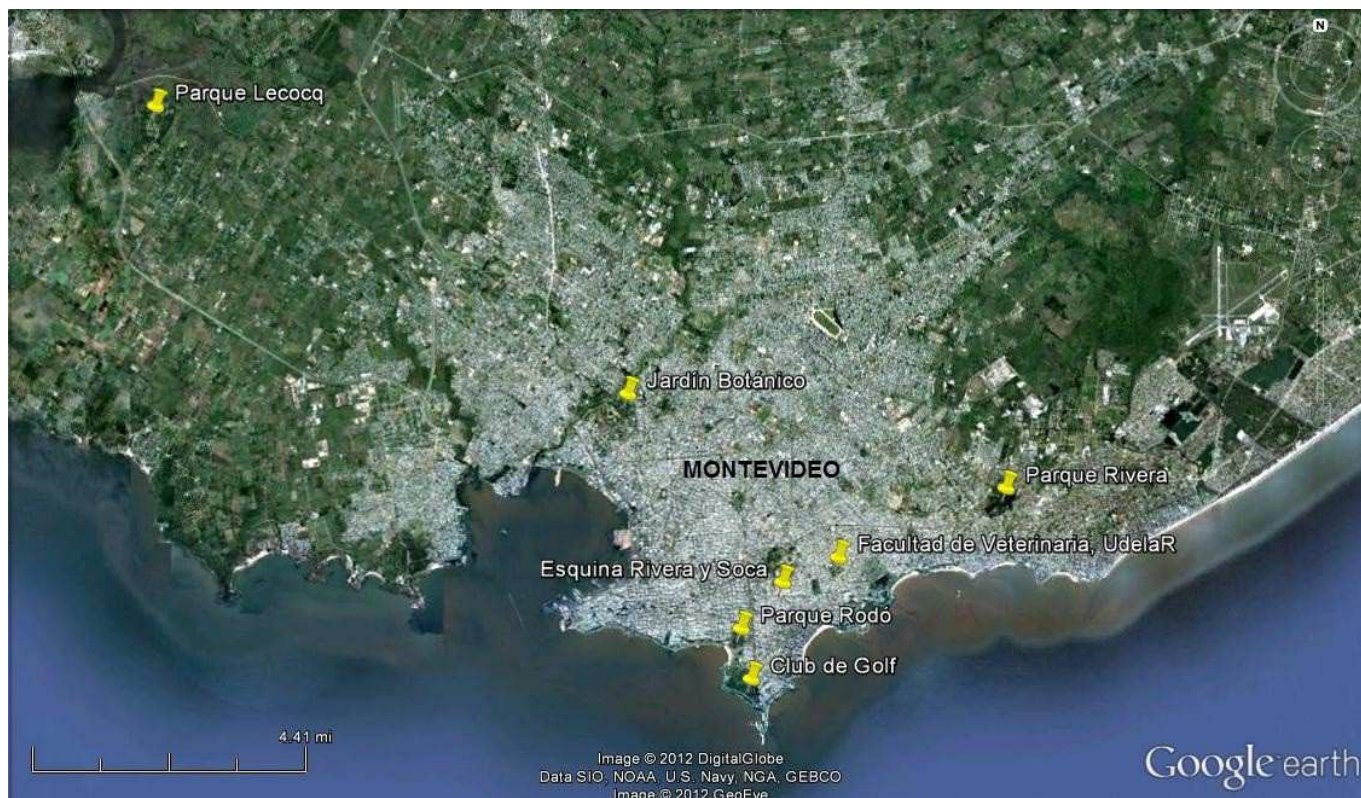 N
Parque Lecocq
Jardín Botánico
MONTEVIDEO
Parque Rivera
Facultad de Veterinaria, UdelaR
Esquina Rivera y Soca
Parque Rodó
Club de Golf
4.41 mi
Image © 2012 DigitalGlobe
Data SIO, NOAA, U.S. Navy, NGA, GEBCO
Image © 2012 GeoEye
Google earth